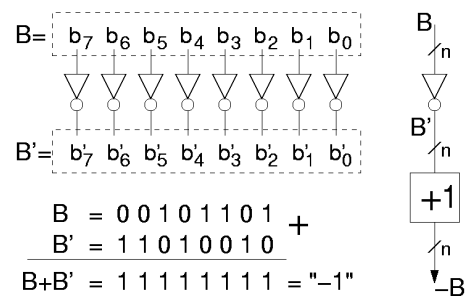 B= b7 b6 b5 b4 b3 b2 b1 b0
B'= b'7 b'6 b'5 b'4 b'3 b'2 b'1 b'0
B = 0 0 1 0 1 1 0 1 +
B' = 1 1 0 1 0 0 1 0
B+B' = 1 1 1 1 1 1 1 1 = "−1"
B
n
B'
n
+1
n
−B